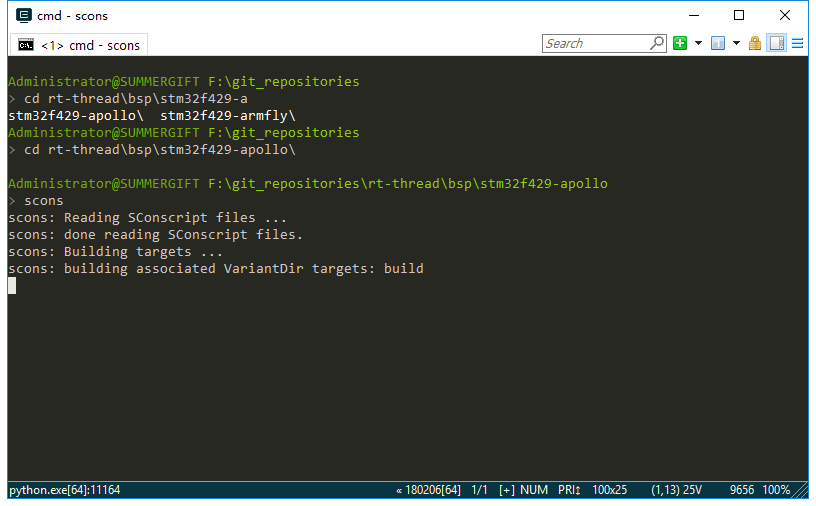 cmd - scons
<1> cmd - scons
Search
Administrator@SUMMERGIFT F:\git_repositories
> cd rt-thread\bsp\stm32f429-a
stm32f429-apollo\  stm32f429-armfly\
Administrator@SUMMERGIFT F:\git_repositories
> cd rt-thread\bsp\stm32f429-apollo\
Administrator@SUMMERGIFT F:\git_repositories\rt-thread\bsp\stm32f429-apollo
> scons
scons: Reading SConscript files ...
scons: done reading SConscript files.
scons: Building targets ...
scons: building associated VariantDir targets: build
python.exe[64]:11164 « 180206[64] 1/1 [+] NUM PRI↕ 100x25 (1,13) 25V 9656 100%